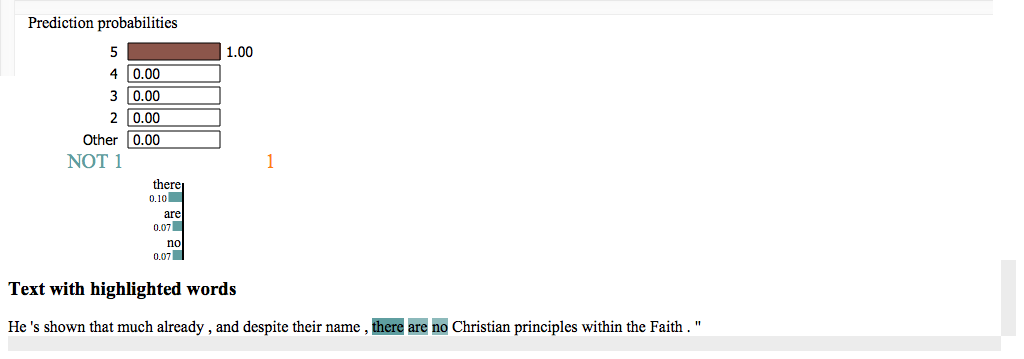 Prediction probabilities
5 1.00
4 0.00
3 0.00
2 0.00
Other 0.00
NOT 1 1
there
0.10
are
0.07
no
0.07
Text with highlighted words
He 's shown that much already , and despite their name , there are no Christian principles within the Faith . "